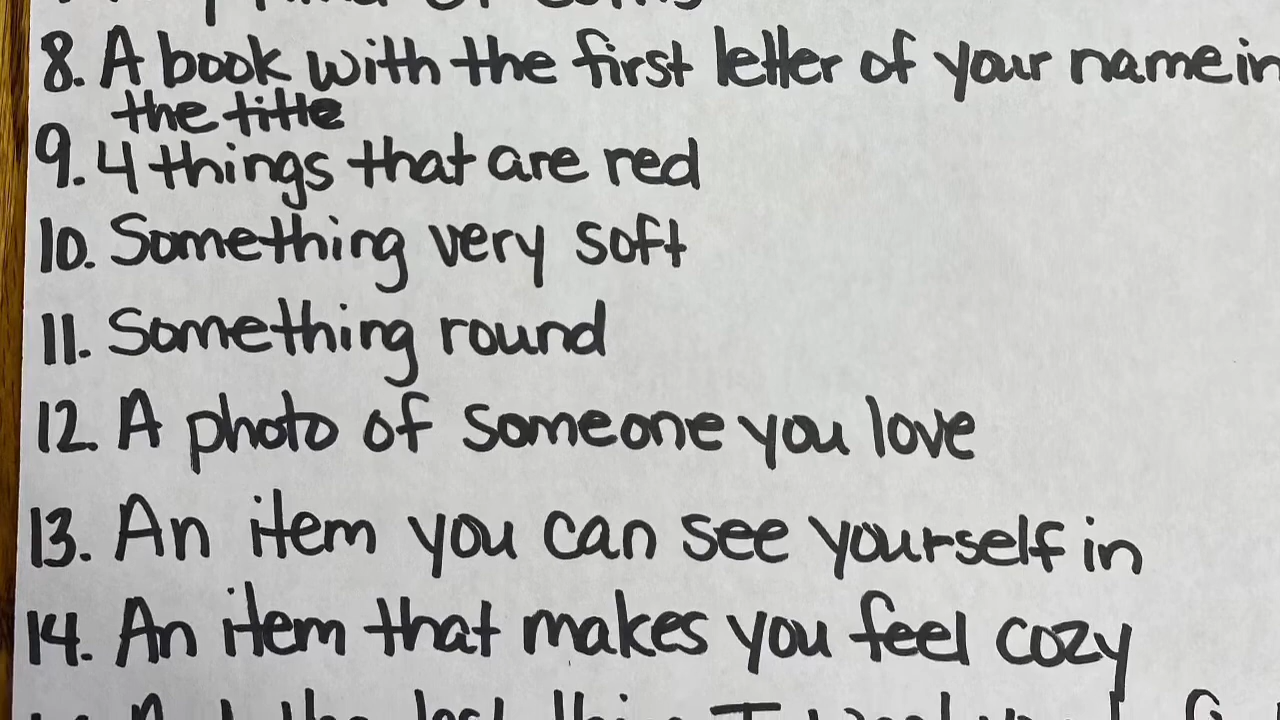 8. A book with the first letter of your name in
the title
9. 4 things that are red
10. Something very soft
11. Something round
12. A photo of someone you love
13. An item you can see yourself in
14. An item that makes you feel cozy